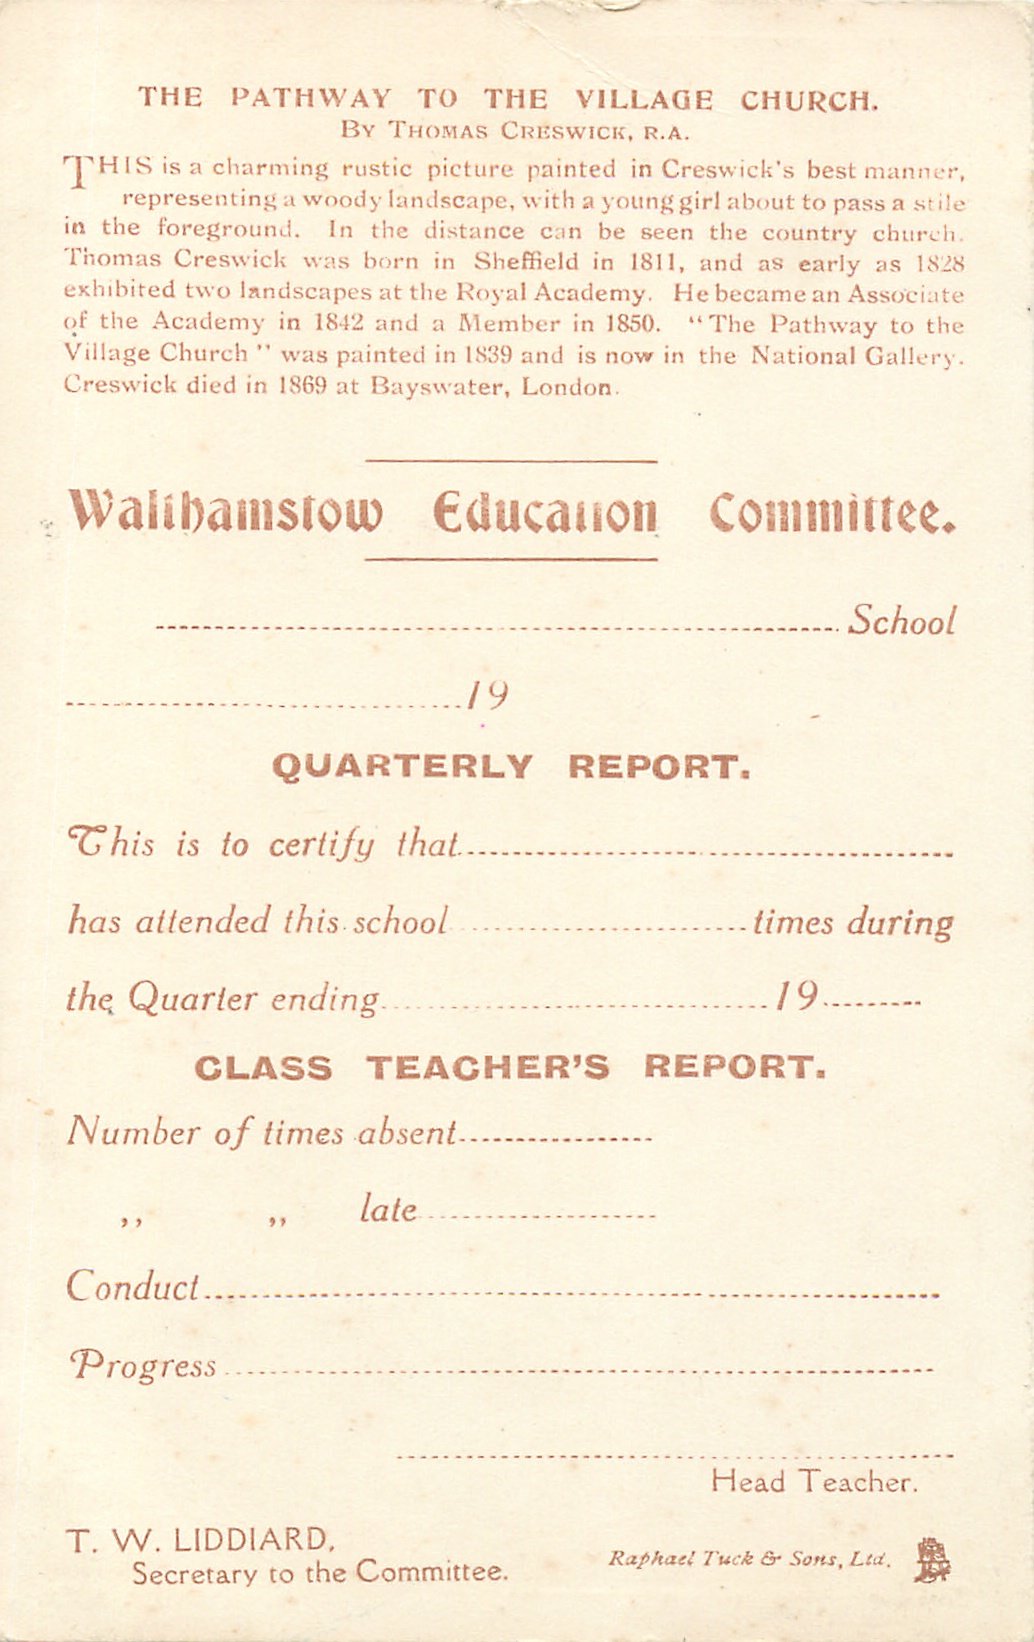 THE PATHWAY TO THE VILLAGE CHURCH.
BY THOMAS CRESWICK, R.A.
THIS is a charming rustic picture painted in Creswick's best manner,
representing a woody landscape, with a young girl about to pass a stile
in the foreground. In the distance can be seen the country church.
Thomas Creswick was born in Sheffield in 1811, and as early as 1828
exhibited two landscapes at the Royal Academy. He became an Associate
of the Academy in 1842 and a Member in 1850. "The Pathway to the
Village Church" was painted in 1839 and is now in the National Gallery.
Creswick died in 1869 at Bayswater, London.
Walthamstow Education Committee.
School
19
QUARTERLY REPORT.
This is to certify that
has attended this school times during
the Quarter ending 19
CLASS TEACHER'S REPORT.
Number of times absent
,, ,, late
Conduct
Progress
Head Teacher.
T. W. LIDDIARD,
Secretary to the Committee.
Raphael Tuck & Sons, Ltd.